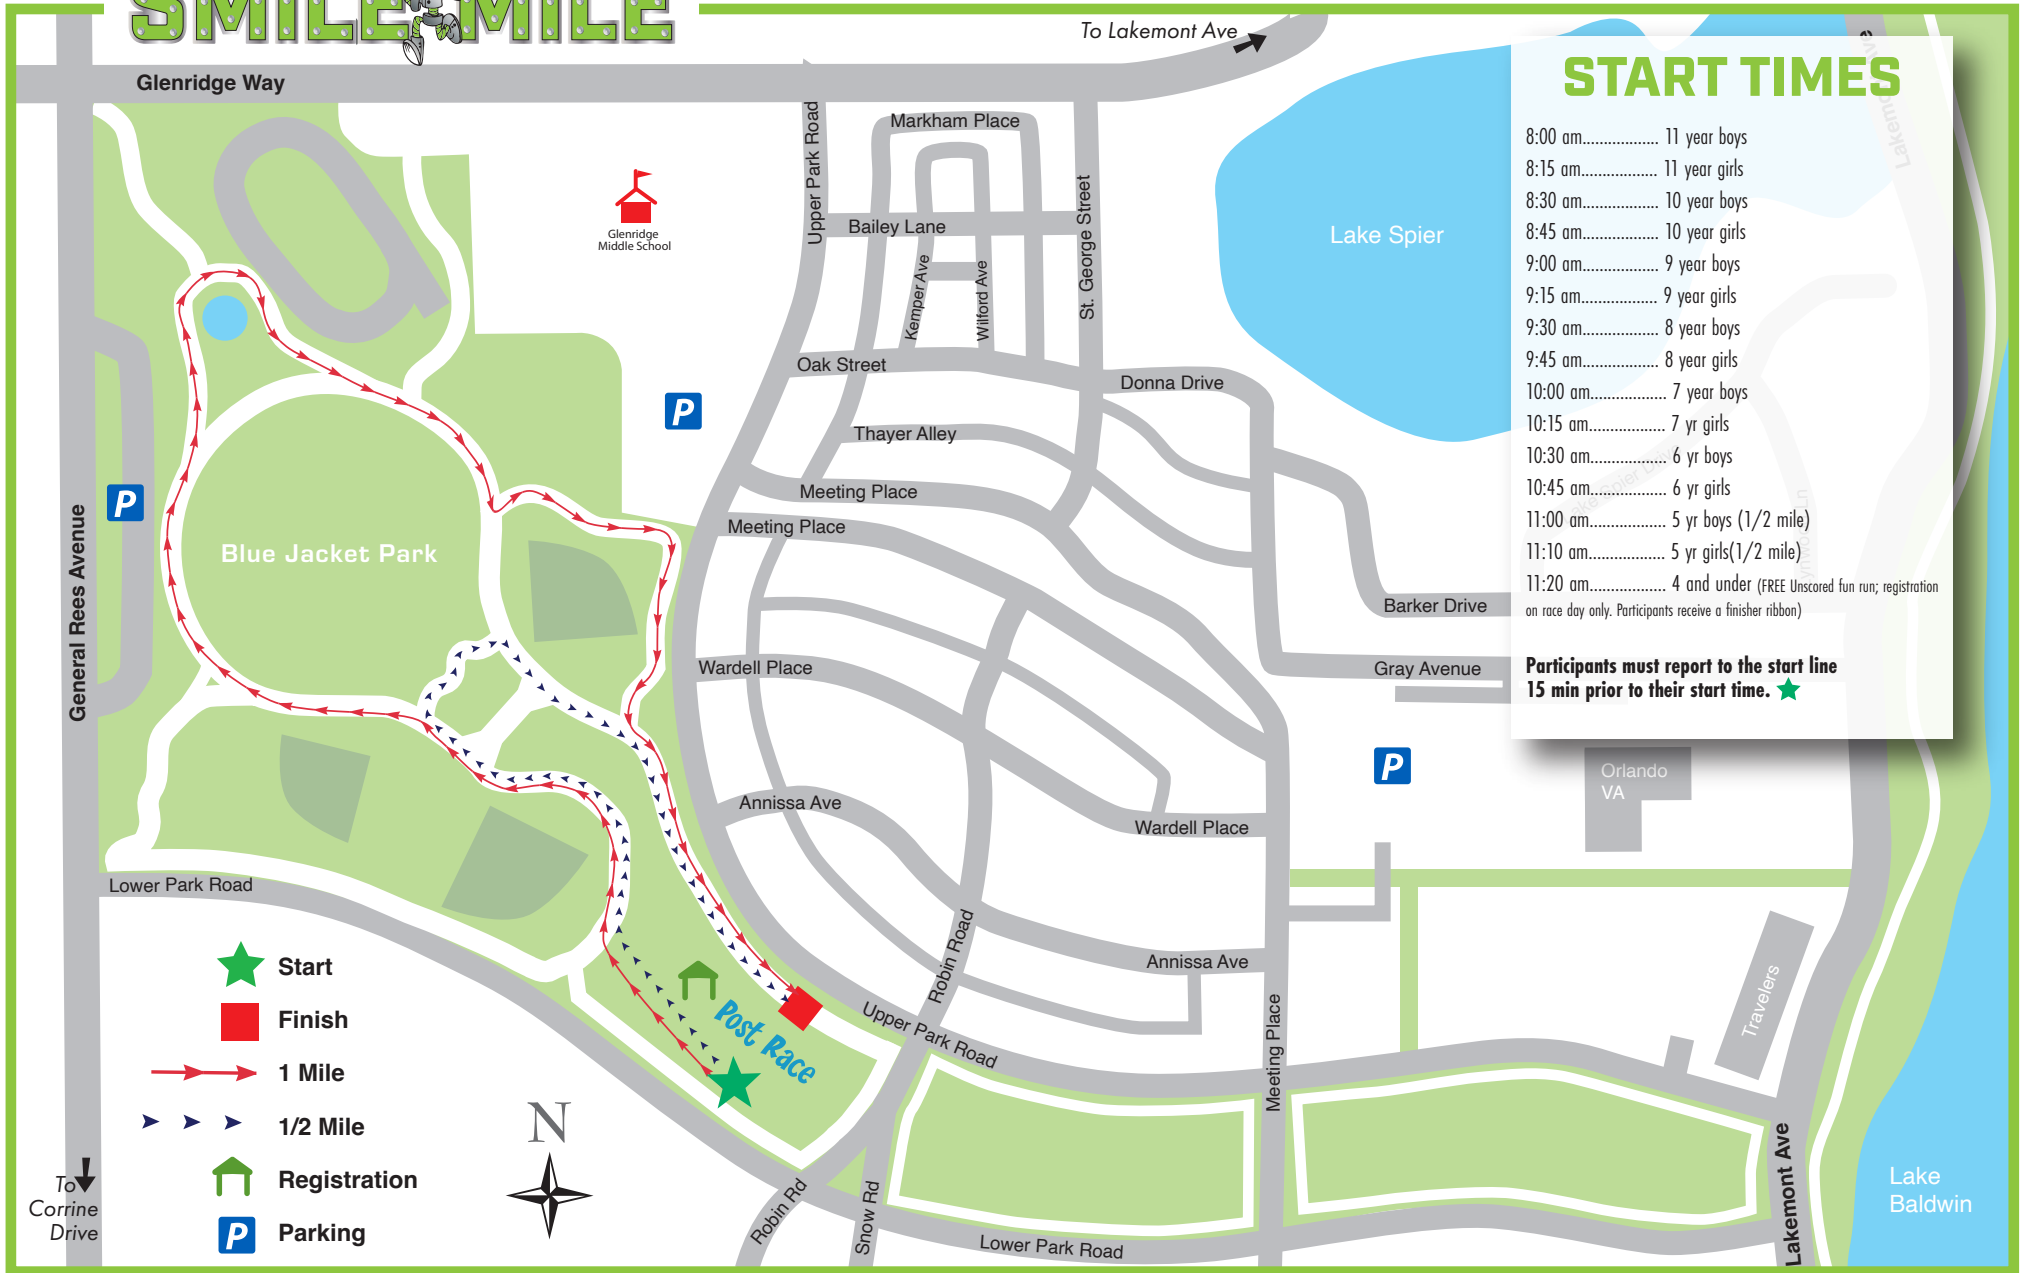 SMILE MILE
To Lakemont Ave
Glenridge Way
START TIMES
8:00 am.................. 11 year boys
8:15 am.................. 11 year girls
8:30 am.................. 10 year boys
8:45 am.................. 10 year girls
9:00 am.................. 9 year boys
9:15 am.................. 9 year girls
9:30 am.................. 8 year boys
9:45 am.................. 8 year girls
10:00 am.................. 7 year boys
10:15 am.................. 7 yr girls
10:30 am.................. 6 yr boys
10:45 am.................. 6 yr girls
11:00 am.................. 5 yr boys (1/2 mile)
11:10 am.................. 5 yr girls(1/2 mile)
11:20 am.................. 4 and under (FREE Unscored fun run; registration
on race day only. Participants receive a finisher ribbon)
Participants must report to the start line
15 min prior to their start time.
Markham Place
Upper Park Road
Bailey Lane
St. George Street
Kemper Ave
Wilford Ave
Glenridge
Middle School
Lake Spier
Oak Street
Donna Drive
P
Thayer Alley
Meeting Place
Meeting Place
P
General Rees Avenue
Blue Jacket Park
Lake Spier Drive
Barker Drive
Wardell Place
Gray Avenue
P
Orlando
VA
Annissa Ave
Wardell Place
Lower Park Road
Robin Road
Annissa Ave
Travelers
Post Race
Upper Park Road
Meeting Place
Start
Finish
1 Mile
1/2 Mile
Registration
P
Parking
N
To
Corrine
Drive
Robin Rd
Snow Rd
Lower Park Road
Lakemont Ave
Lake
Baldwin